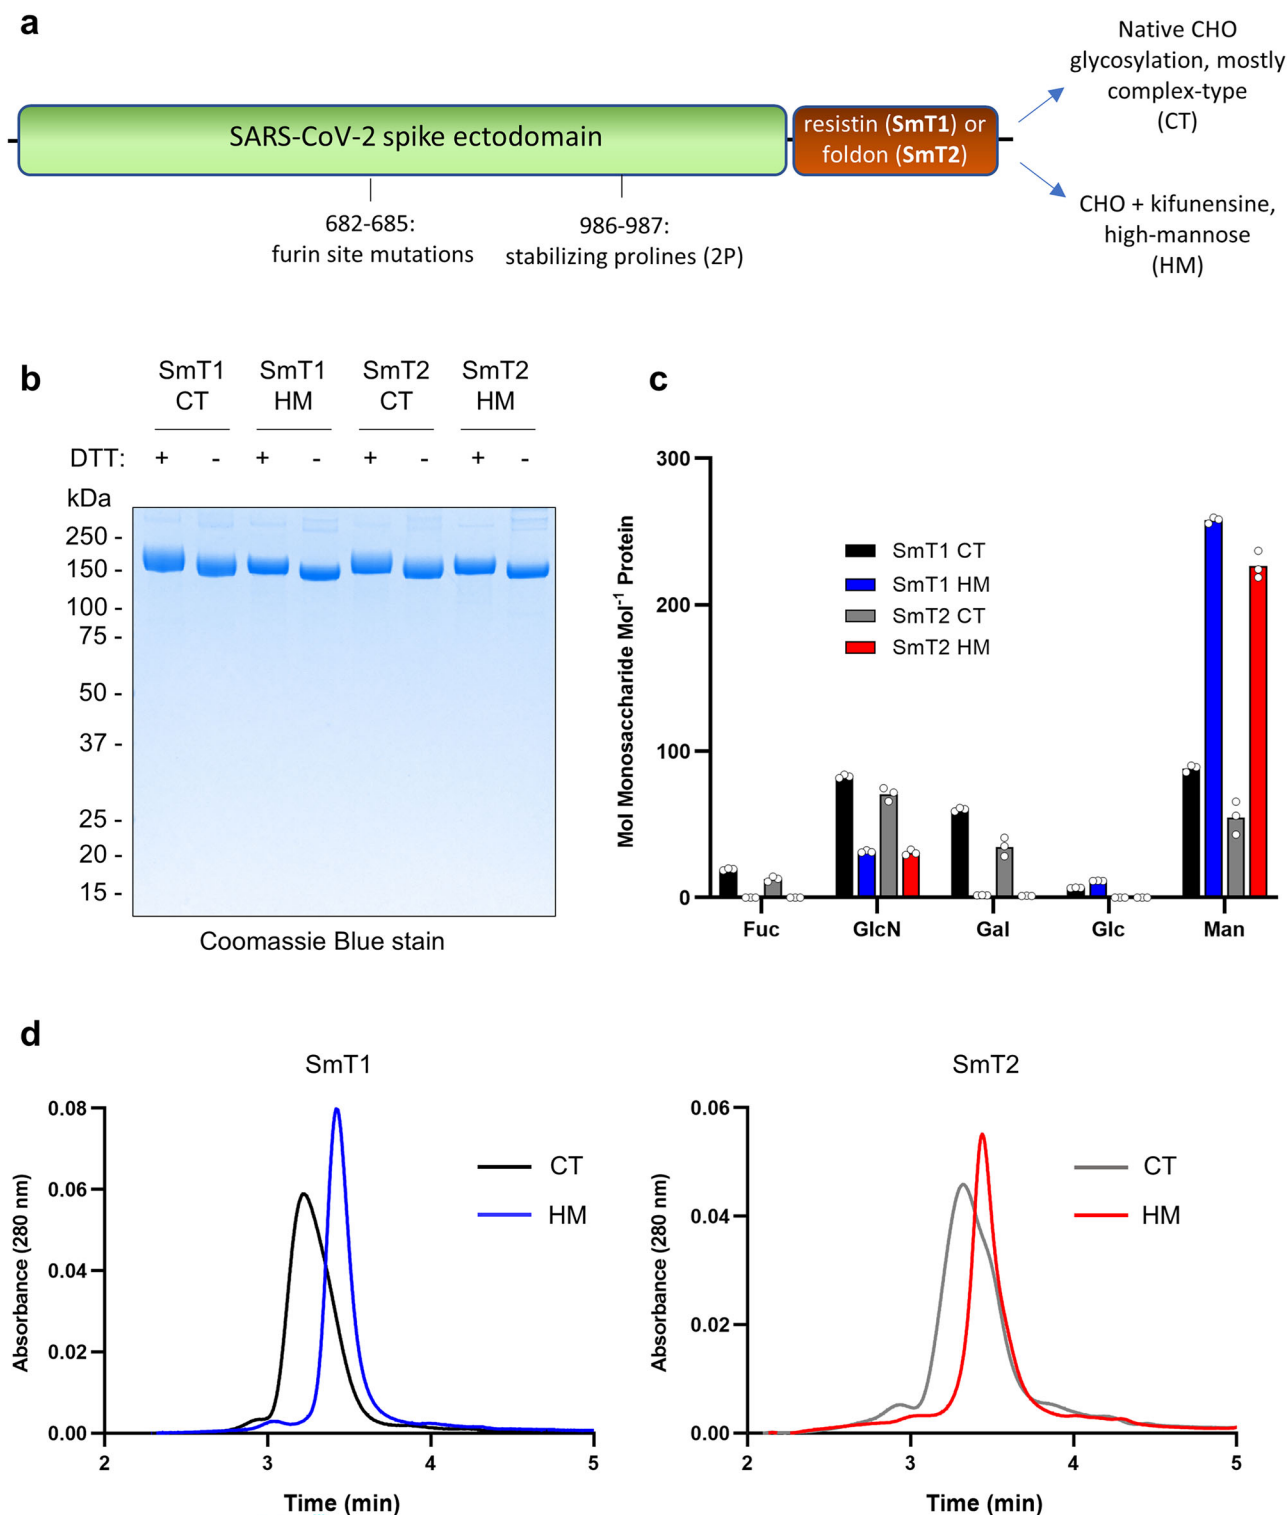 a
SARS-CoV-2 spike ectodomain
resistin (SmT1) or
foldon (SmT2)
682-685:
furin site mutations
986-987:
stabilizing prolines (2P)
Native CHO
glycosylation, mostly
complex-type
(CT)
CHO + kifunensine,
high-mannose
(HM)
b
SmT1 SmT1 SmT2 SmT2
CT HM CT HM
DTT: + - + - + - + -
kDa
250 -
150 -
100 -
75 -
50 -
37 -
25 -
20 -
15 -
Coomassie Blue stain
c
Mol Monosaccharide Mol-1 Protein
300
200
100
0
SmT1 CT
SmT1 HM
SmT2 CT
SmT2 HM
Fuc GlcN Gal Glc Man
d
SmT1
Absorbance (280 nm)
0.08
0.06
0.04
0.02
0.00
CT
HM
2 3 4 5
Time (min)
SmT2
Absorbance (280 nm)
0.06
0.04
0.02
0.00
CT
HM
2 3 4 5
Time (min)